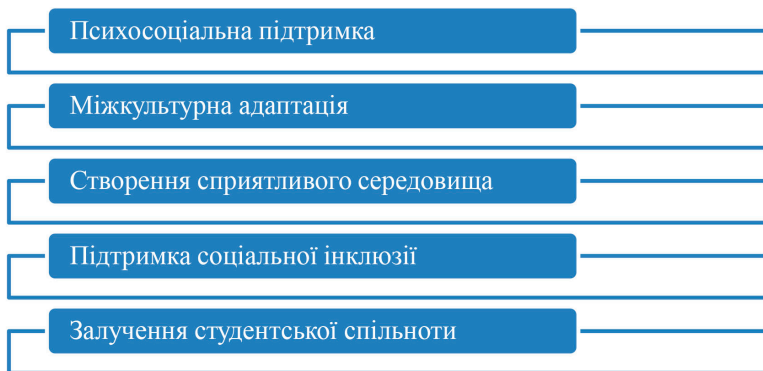 Психосоціальна підтримка
Міжкультурна адаптація
Створення сприятливого середовища
Підтримка соціальної інклюзії
Залучення студентської спільноти